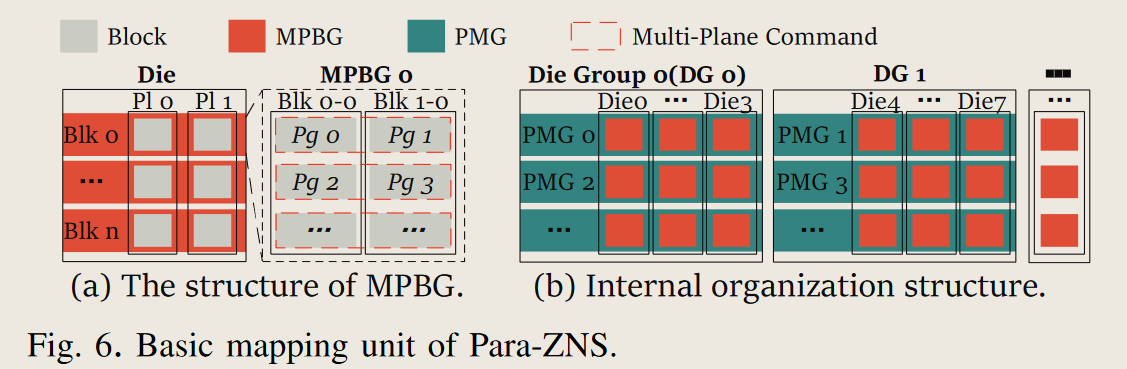 Block MPBG PMG Multi-Plane Command
Die MPBG 0 Die Group 0(DG 0) DG 1 ...
Pl 0 Pl 1 Blk 0-0 Blk 1-0 Die0 ... Die3 Die4 ... Die7 ...
Blk 0 Pg 0 Pg 1 PMG 0 PMG 1
... Pg 2 Pg 3 PMG 2 PMG 3
Blk n ... ... ... ...
(a) The structure of MPBG. (b) Internal organization structure.
Fig. 6. Basic mapping unit of Para-ZNS.